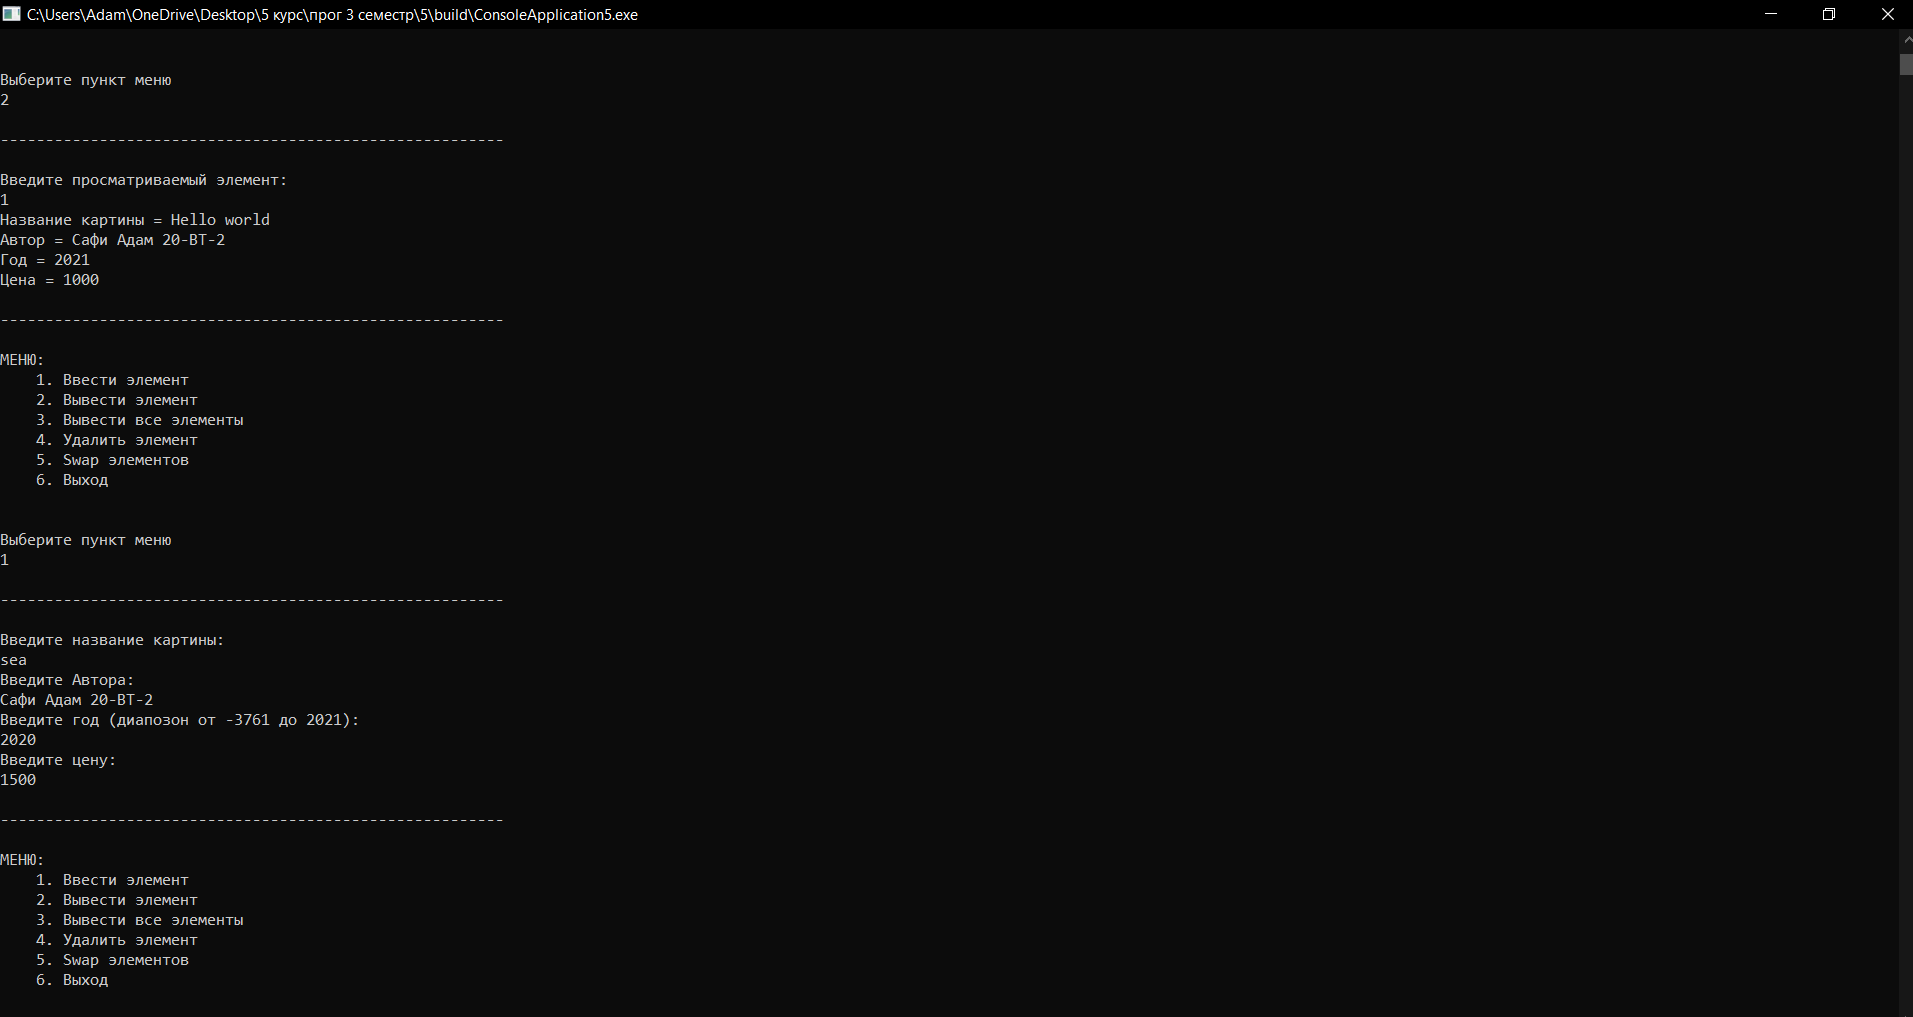 C:\Users\Adam\OneDrive\Desktop\5 курс\прог 3 семестр\5\build\ConsoleApplication5.exe
Выберите пункт меню
2
--------------------------------------------------------
Введите просматриваемый элемент:
1
Название картины = Hello world
Автор = Сафи Адам 20-ВТ-2
Год = 2021
Цена = 1000
--------------------------------------------------------
МЕНЮ:
    1. Ввести элемент
    2. Вывести элемент
    3. Вывести все элементы
    4. Удалить элемент
    5. Swap элементов
    6. Выход
Выберите пункт меню
1
--------------------------------------------------------
Введите название картины:
sea
Введите Автора:
Сафи Адам 20-ВТ-2
Введите год (диапозон от -3761 до 2021):
2020
Введите цену:
1500
--------------------------------------------------------
МЕНЮ:
    1. Ввести элемент
    2. Вывести элемент
    3. Вывести все элементы
    4. Удалить элемент
    5. Swap элементов
    6. Выход